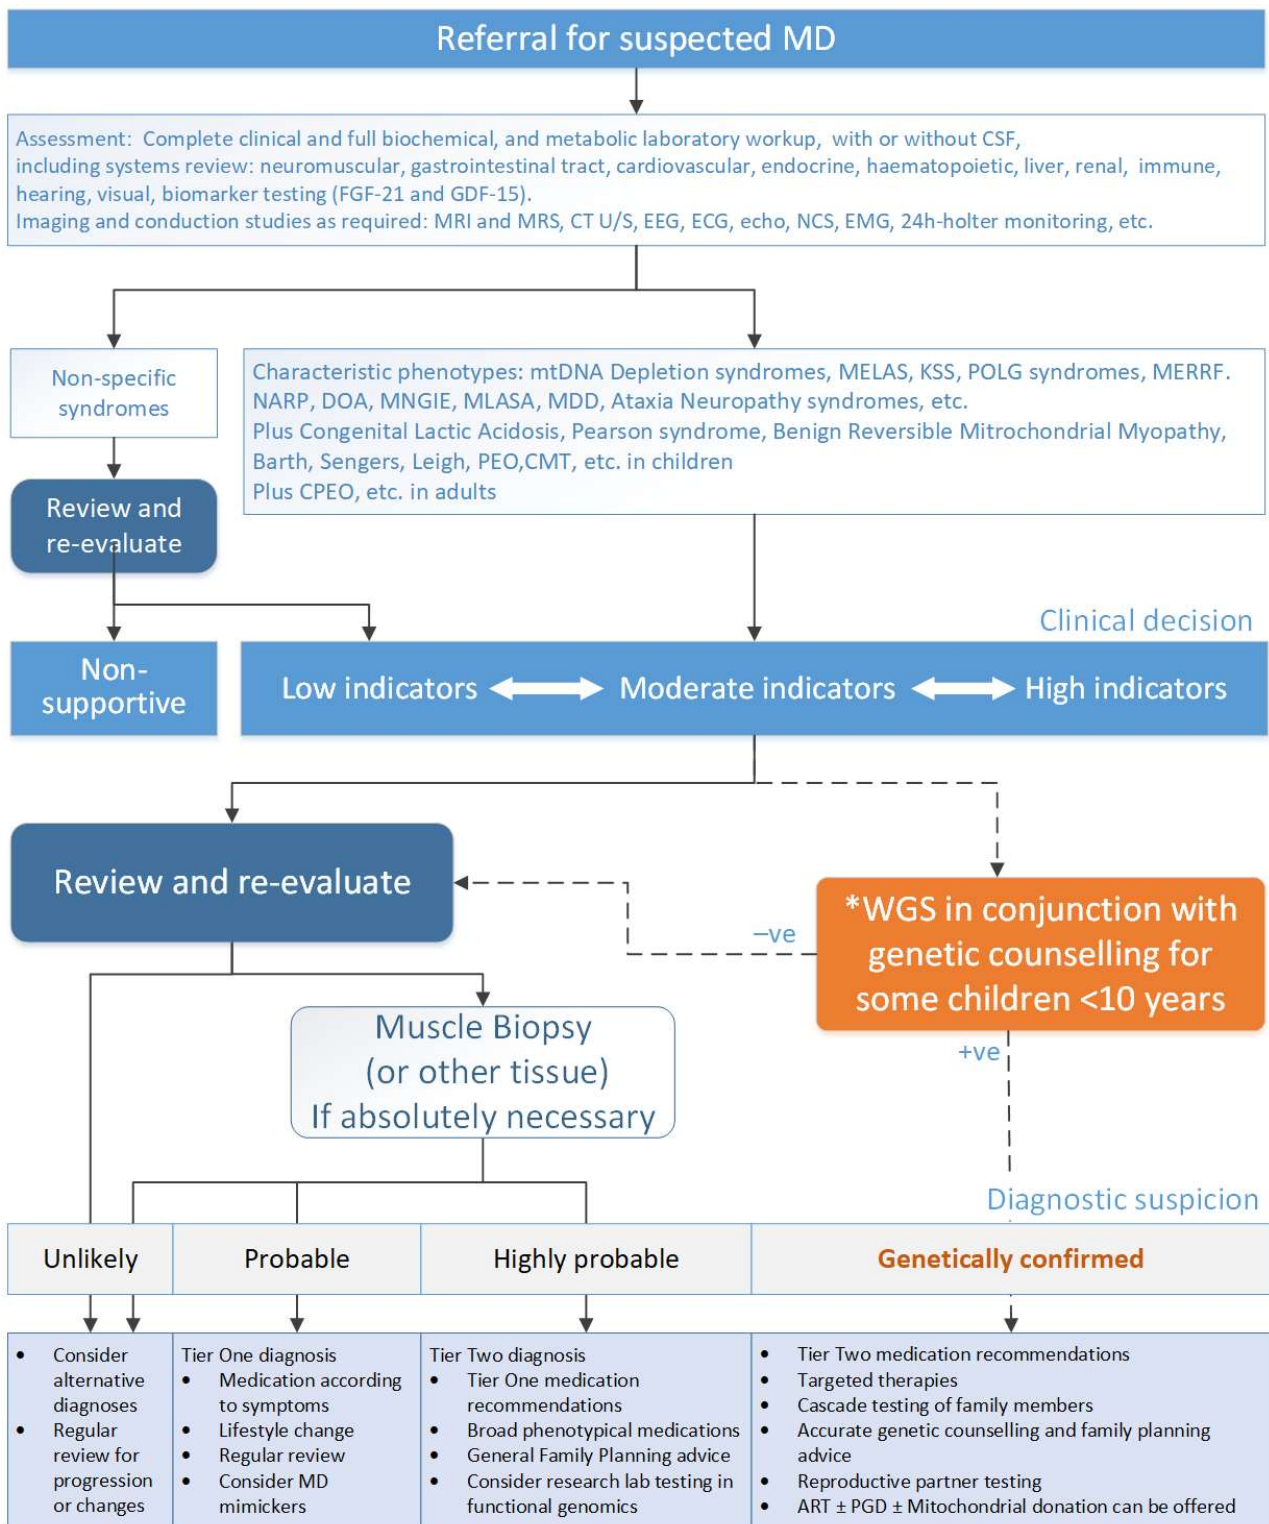 Referral for suspected MD
Assessment: Complete clinical and full biochemical, and metabolic laboratory workup, with or without CSF,
including systems review: neuromuscular, gastrointestinal tract, cardiovascular, endocrine, haematopoietic, liver, renal, immune,
hearing, visual, biomarker testing (FGF-21 and GDF-15).
Imaging and conduction studies as required: MRI and MRS, CT U/S, EEG, ECG, echo, NCS, EMG, 24h-holter monitoring, etc.
Non-specific
syndromes
Characteristic phenotypes: mtDNA Depletion syndromes, MELAS, KSS, POLG syndromes, MERRF.
NARP, DOA, MNGIE, MLASA, MDD, Ataxia Neuropathy syndromes, etc.
Plus Congenital Lactic Acidosis, Pearson syndrome, Benign Reversible Mitrochondrial Myopathy,
Barth, Sengers, Leigh, PEO,CMT, etc. in children
Plus CPEO, etc. in adults
Review and
re-evaluate
Clinical decision
Non-
supportive
Low indicators
Moderate indicators
High indicators
Review and re-evaluate
*WGS in conjunction with
genetic counselling for
some children <10 years
–ve
+ve
Muscle Biopsy
(or other tissue)
If absolutely necessary
Diagnostic suspicion
Unlikely
Probable
Highly probable
Genetically confirmed
• Consider
alternative
diagnoses
• Regular
review for
progression
or changes
Tier One diagnosis
• Medication according
to symptoms
• Lifestyle change
• Regular review
• Consider MD
mimickers
Tier Two diagnosis
• Tier One medication
recommendations
• Broad phenotypical medications
• General Family Planning advice
• Consider research lab testing in
functional genomics
• Tier Two medication recommendations
• Targeted therapies
• Cascade testing of family members
• Accurate genetic counselling and family planning
advice
• Reproductive partner testing
• ART ± PGD ± Mitochondrial donation can be offered